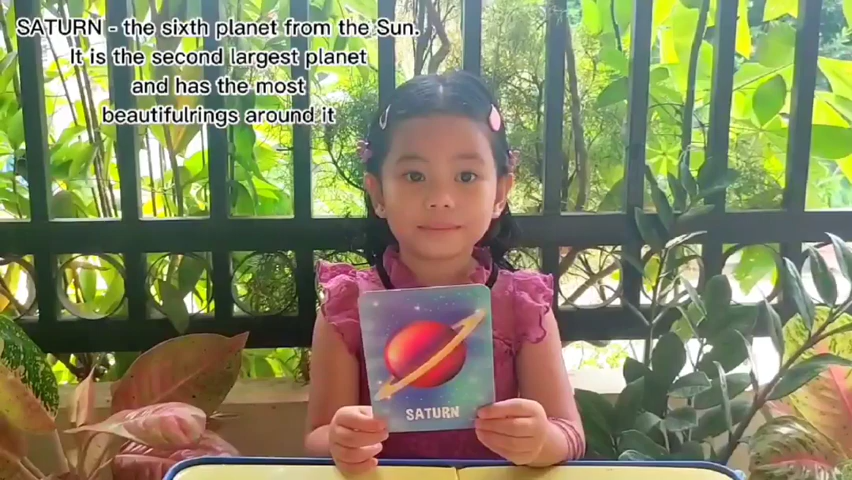 SATURN - the sixth planet from the Sun.
It is the second largest planet
and has the most
beautifulrings around it
SATURN